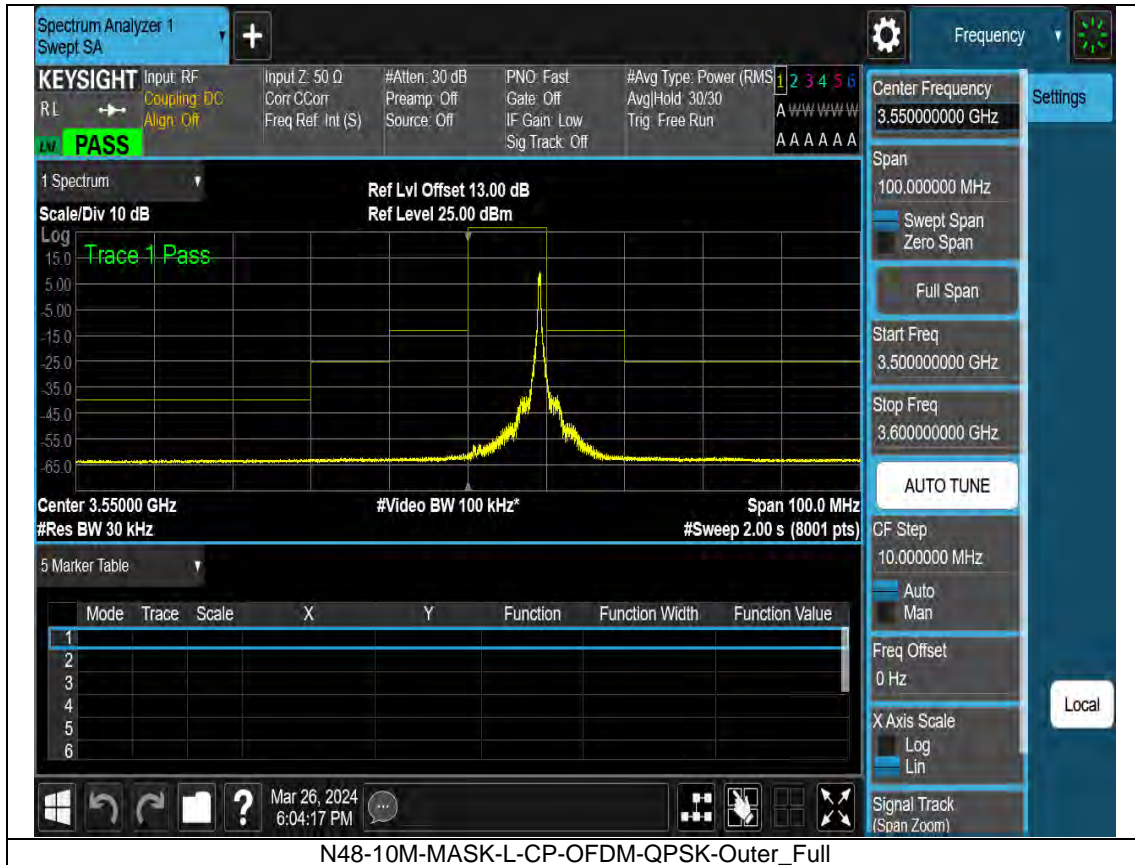 Spectrum Analyzer 1
Swept SA
+
Frequency
KEYSIGHT
Input: RF
Coupling: DC
Align: Off
Input Z: 50 Ω
Corr CCorr
Freq Ref: Int (S)
#Atten: 30 dB
Preamp: Off
Source: Off
PNO: Fast
Gate: Off
IF Gain: Low
Sig Track: Off
#Avg Type: Power (RMS
Avg|Hold: 30/30
Trig: Free Run
1 2 3 4 5 6
A W W W W W
A A A A A A
R L
PASS
Center Frequency
3.550000000 GHz
Settings
Span
100.000000 MHz
Swept Span
Zero Span
Full Span
Start Freq
3.500000000 GHz
Stop Freq
3.600000000 GHz
AUTO TUNE
CF Step
10.000000 MHz
Auto
Man
Freq Offset
0 Hz
X Axis Scale
Log
Lin
Signal Track
(Span Zoom)
Local
1 Spectrum
Scale/Div 10 dB
Ref Lvl Offset 13.00 dB
Ref Level 25.00 dBm
Log
Trace 1 Pass
15.0
5.00
-5.00
-15.0
-25.0
-35.0
-45.0
-55.0
-65.0
Center 3.55000 GHz
#Video BW 100 kHz*
Span 100.0 MHz
#Res BW 30 kHz
#Sweep 2.00 s (8001 pts)
5 Marker Table
Mode Trace Scale X Y Function Function Width Function Value
1
2
3
4
5
6
?
Mar 26, 2024
6:04:17 PM
N48-10M-MASK-L-CP-OFDM-QPSK-Outer_Full